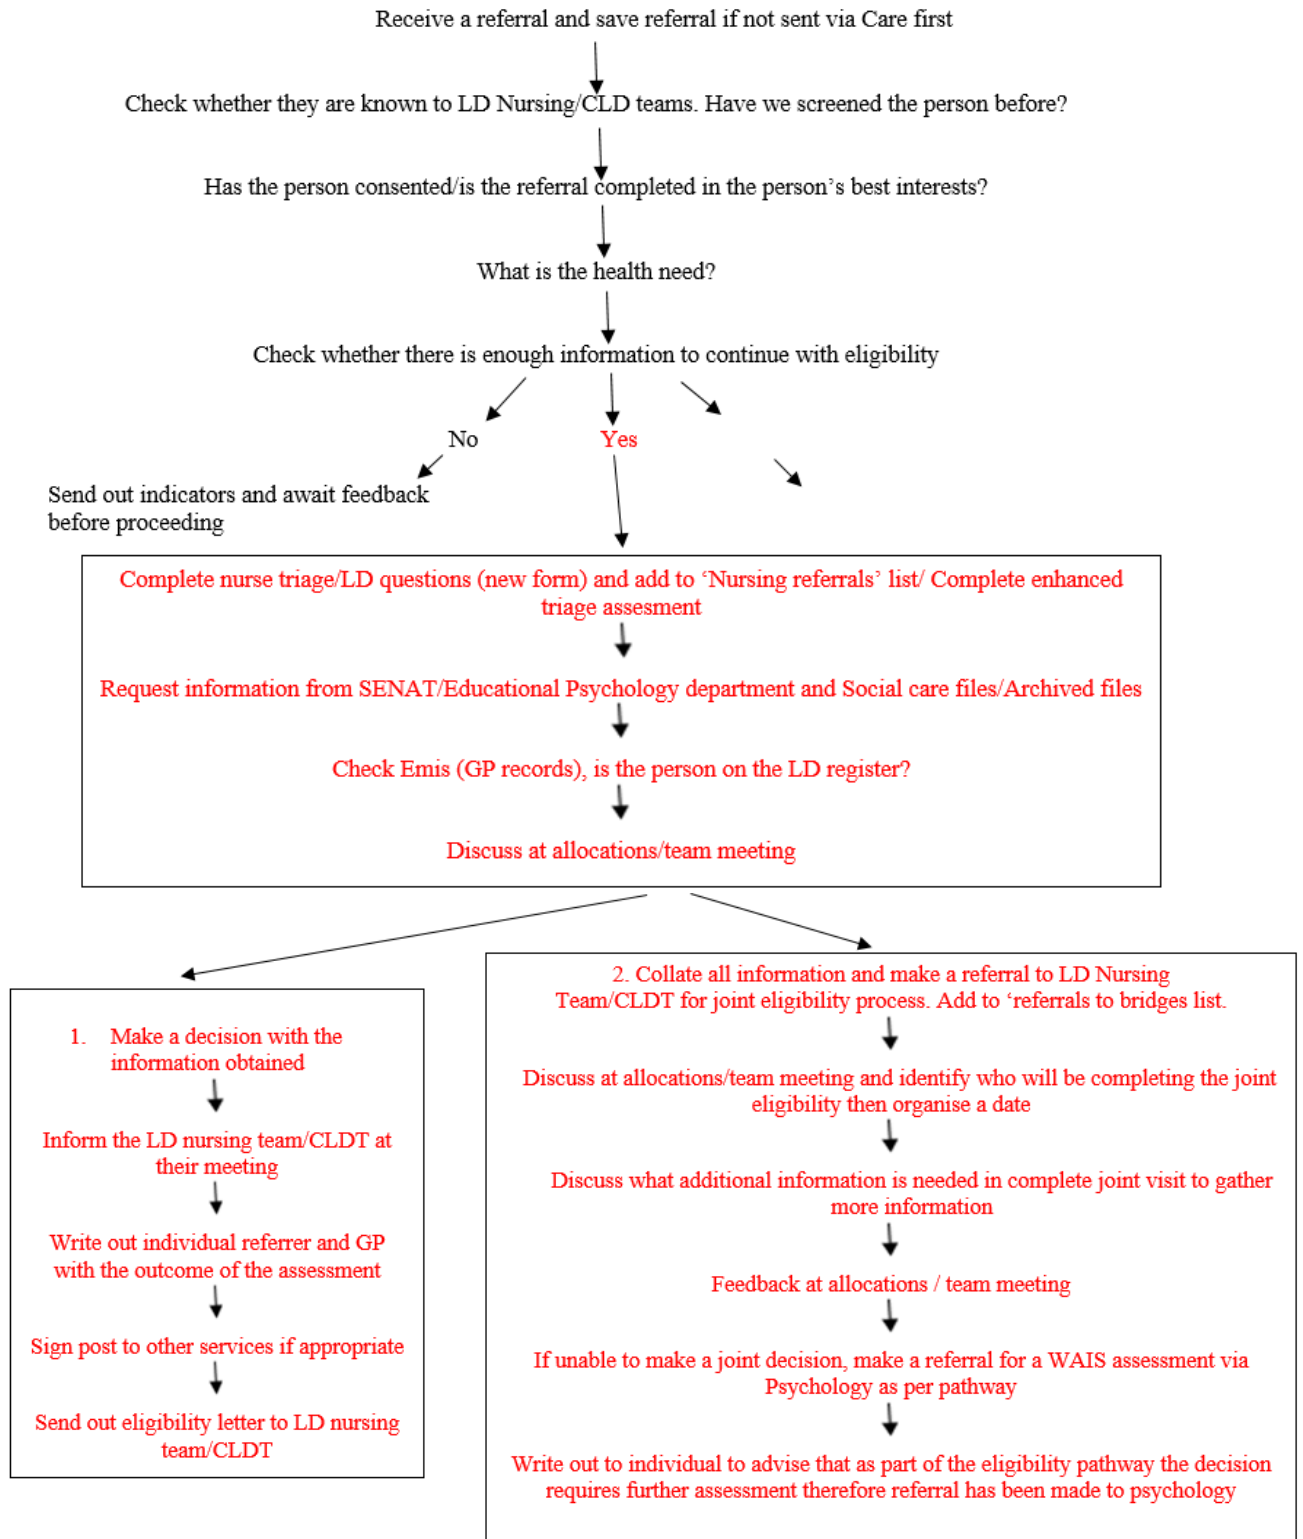 Receive a referral and save referral if not sent via Care first
Check whether they are known to LD Nursing/CLD teams. Have we screened the person before?
Has the person consented/is the referral completed in the person’s best interests?
What is the health need?
Check whether there is enough information to continue with eligibility
No
Yes
Send out indicators and await feedback
before proceeding
Complete nurse triage/LD questions (new form) and add to ‘Nursing referrals’ list/ Complete enhanced
triage assesment
Request information from SENAT/Educational Psychology department and Social care files/Archived files
Check Emis (GP records), is the person on the LD register?
Discuss at allocations/team meeting
1. Make a decision with the
information obtained
Inform the LD nursing team/CLDT at
their meeting
Write out individual referrer and GP
with the outcome of the assessment
Sign post to other services if appropriate
Send out eligibility letter to LD nursing
team/CLDT
2. Collate all information and make a referral to LD Nursing
Team/CLDT for joint eligibility process. Add to ‘referrals to bridges list.
Discuss at allocations/team meeting and identify who will be completing the joint
eligibility then organise a date
Discuss what additional information is needed in complete joint visit to gather
more information
Feedback at allocations / team meeting
If unable to make a joint decision, make a referral for a WAIS assessment via
Psychology as per pathway
Write out to individual to advise that as part of the eligibility pathway the decision
requires further assessment therefore referral has been made to psychology